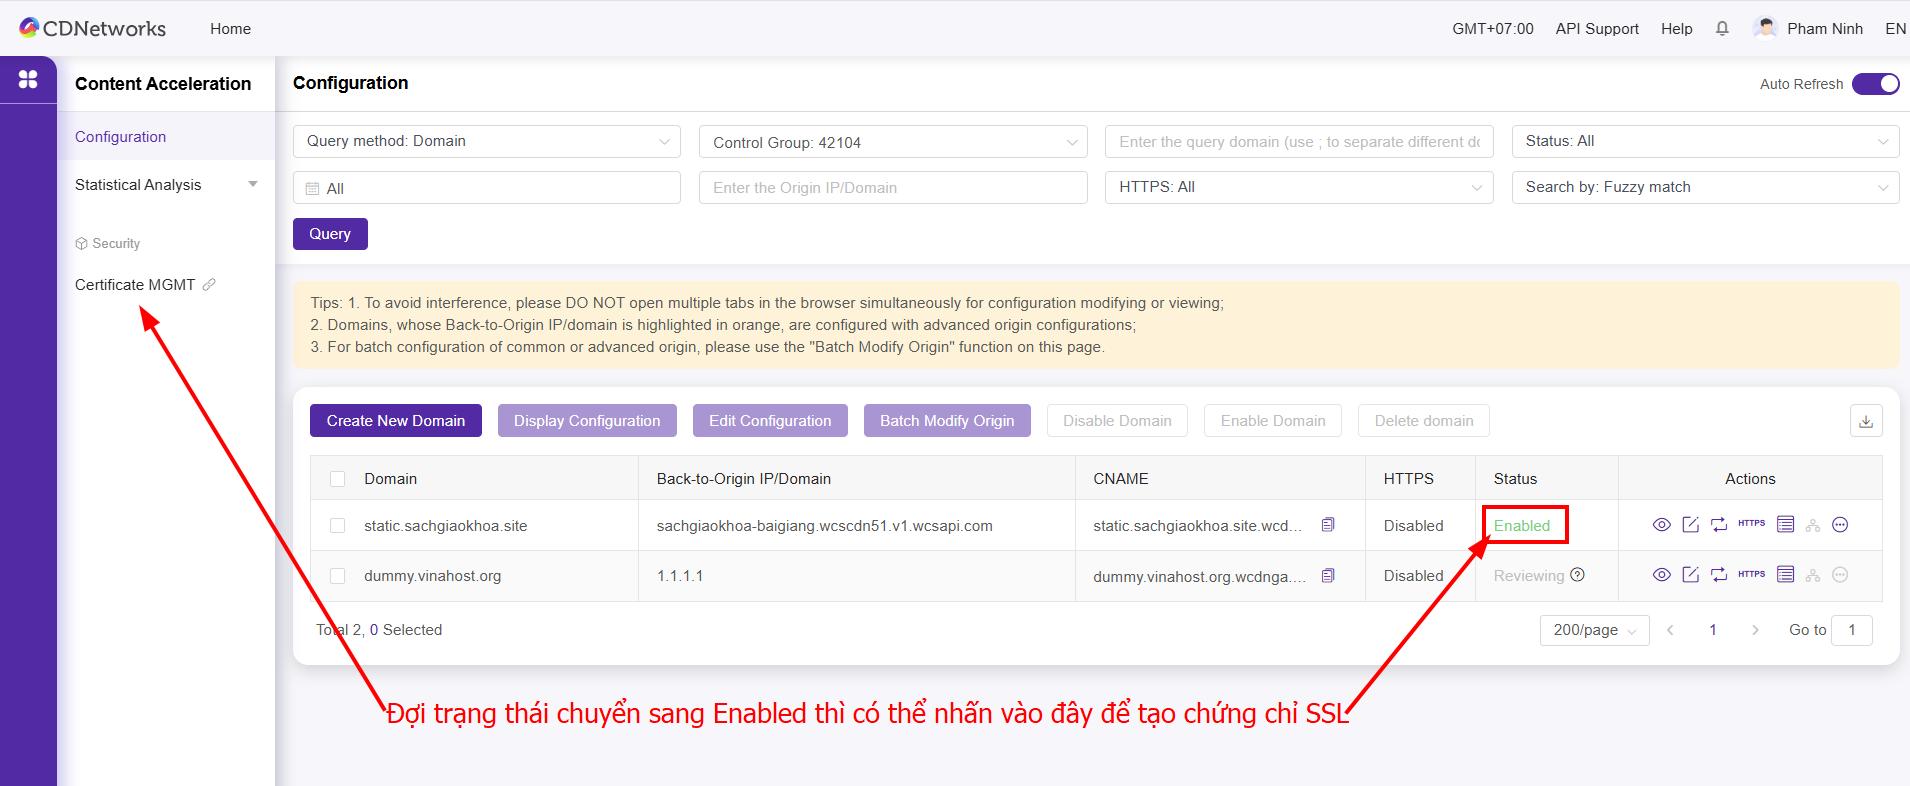 CDNetworks
Home
GMT+07:00
API Support
Help
Pham Ninh
EN
Content Acceleration
Configuration
Statistical Analysis
Security
Certificate MGMT
Configuration
Auto Refresh
Query method: Domain
Control Group: 42104
Enter the query domain (use ; to separate different do
Status: All
All
Enter the Origin IP/Domain
HTTPS: All
Search by: Fuzzy match
Query
Tips: 1. To avoid interference, please DO NOT open multiple tabs in the browser simultaneously for configuration modifying or viewing;
2. Domains, whose Back-to-Origin IP/domain is highlighted in orange, are configured with advanced origin configurations;
3. For batch configuration of common or advanced origin, please use the "Batch Modify Origin" function on this page.
Create New Domain
Display Configuration
Edit Configuration
Batch Modify Origin
Disable Domain
Enable Domain
Delete domain
Domain
Back-to-Origin IP/Domain
CNAME
HTTPS
Status
Actions
static.sachgiaokhoa.site
sachgiaokhoa-baigiang.wcscdn51.v1.wcsapi.com
static.sachgiaokhoa.site.wcd...
Disabled
Enabled
HTTPS
dummy.vinahost.org
1.1.1.1
dummy.vinahost.org.wcdnga....
Disabled
Reviewing
HTTPS
Total 2, 0 Selected
200/page
1
Go to
1
Đợi trạng thái chuyển sang Enabled thì có thể nhấn vào đây để tạo chứng chỉ SSL